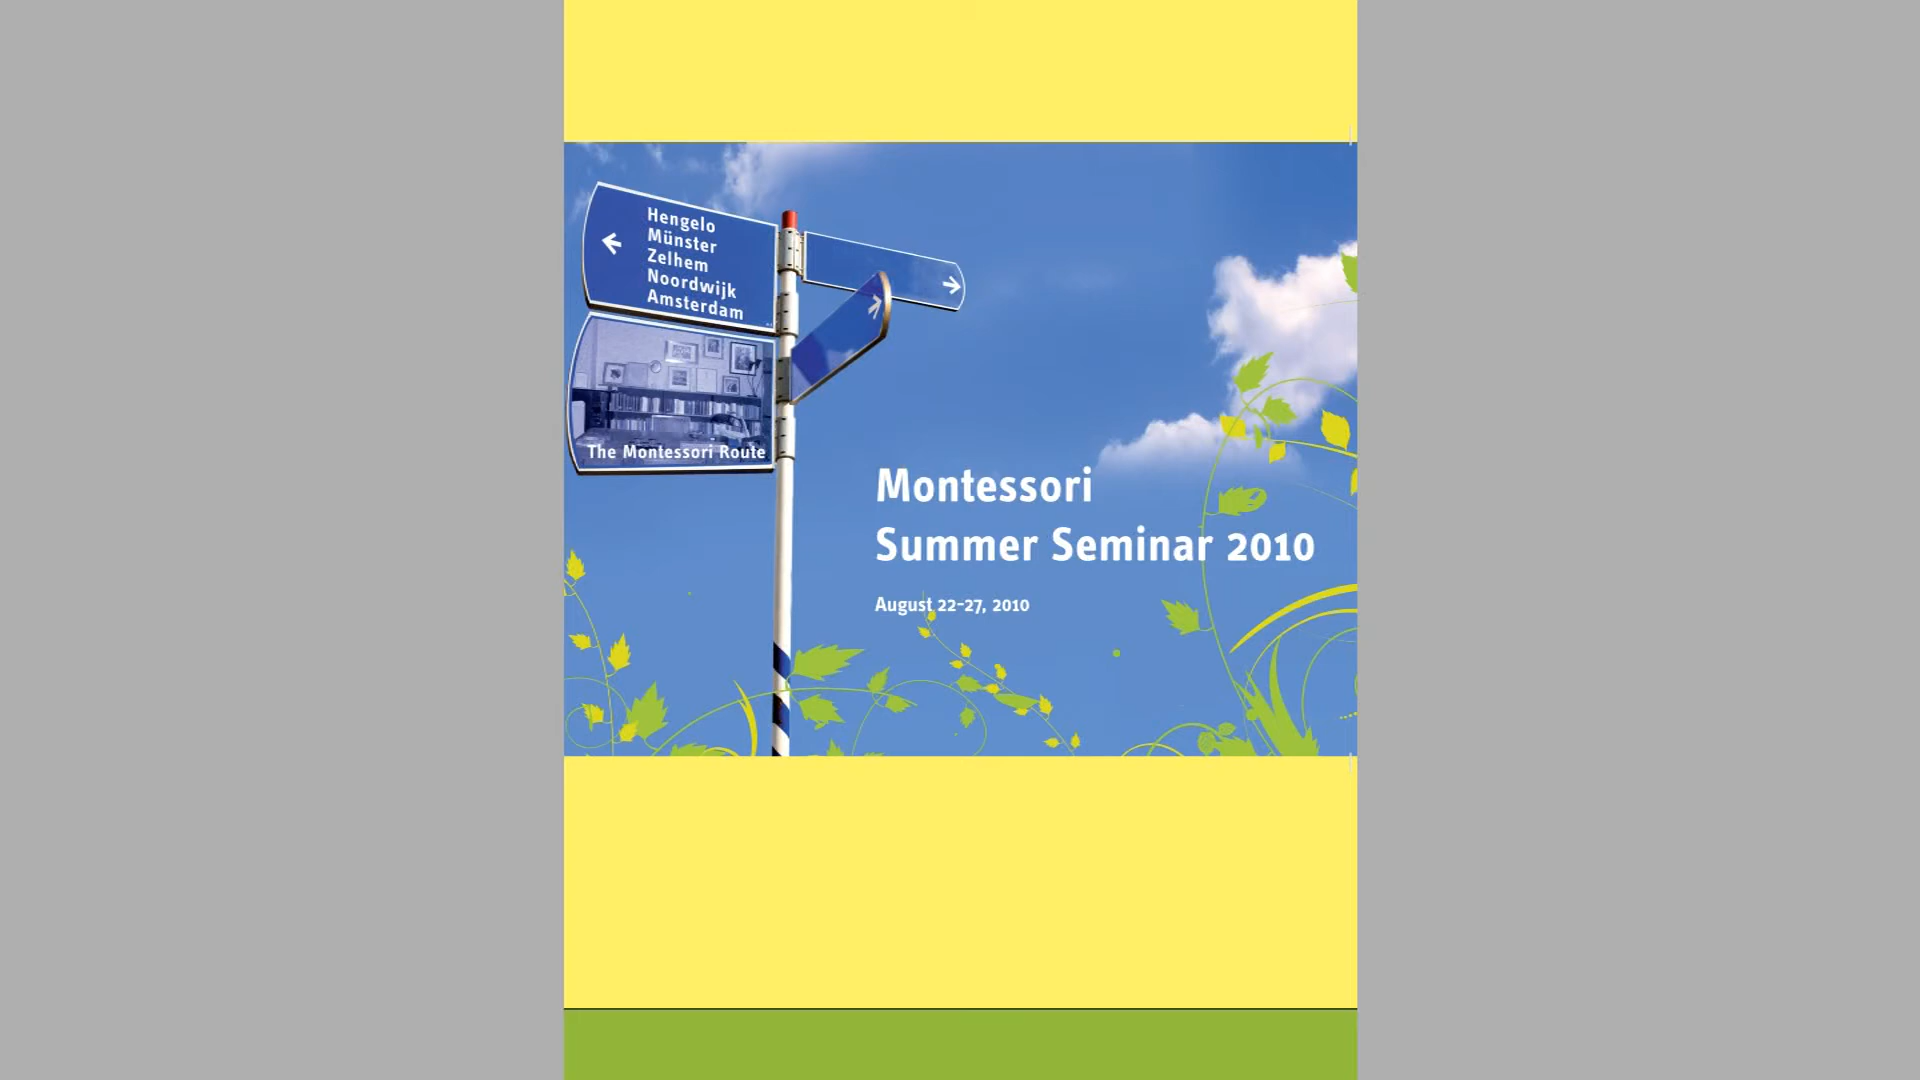 Hengelo
Münster
Zelhem
Noordwijk
Amsterdam
The Montessori Route
Montessori
Summer Seminar 2010
August 22-27, 2010